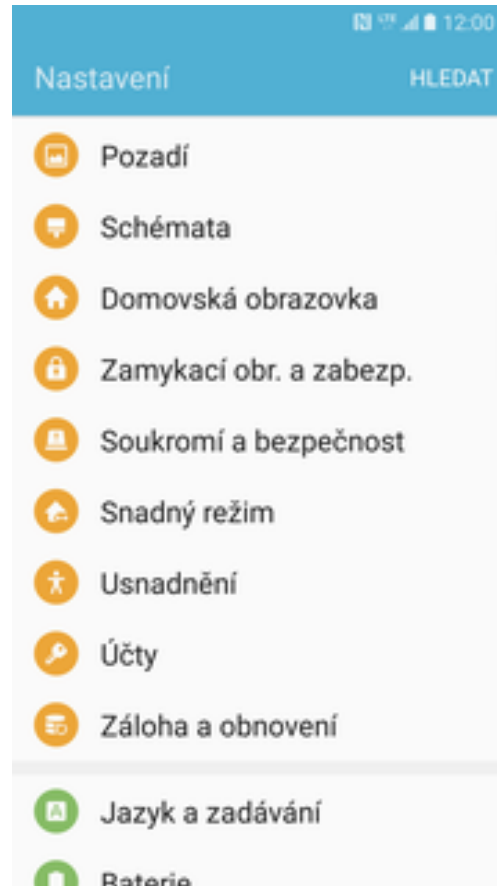 12:00
Nastavení HLEDAT
Pozadí
Schémata
Domovská obrazovka
Zamykací obr. a zabezp.
Soukromí a bezpečnost
Snadný režim
Usnadnění
Účty
Záloha a obnovení
Jazyk a zadávání
Baterie